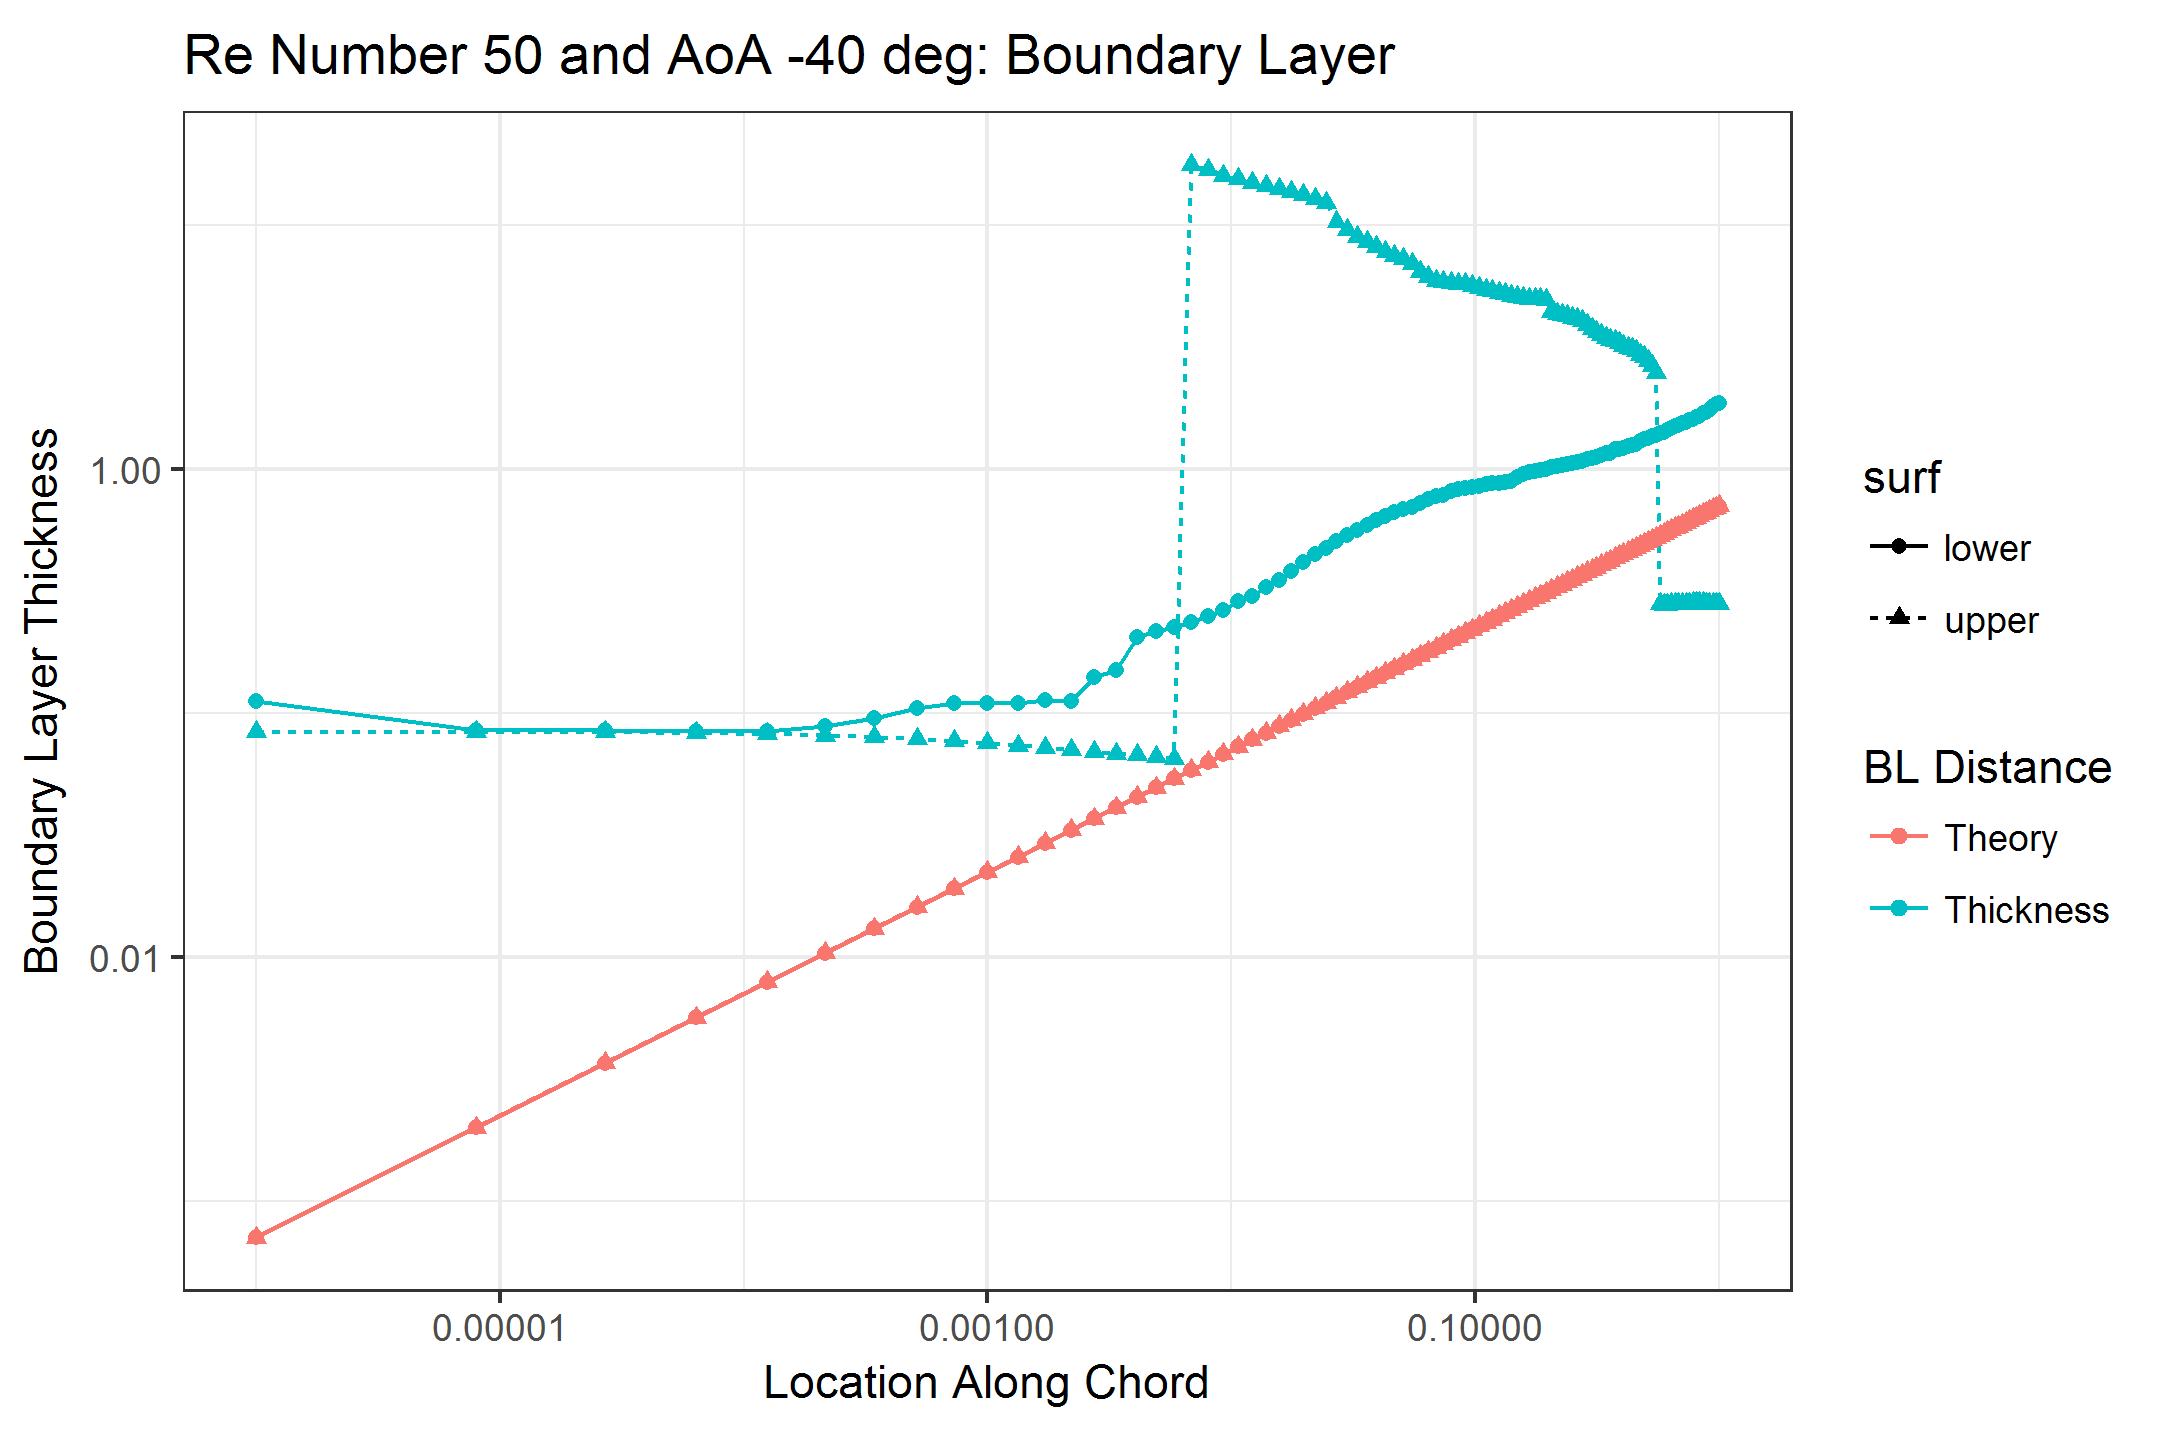 Re Number 50 and AoA -40 deg: Boundary Layer
Boundary Layer Thickness
1.00
0.01
0.00001
0.00100
0.10000
Location Along Chord
surf
lower
upper
BL Distance
Theory
Thickness